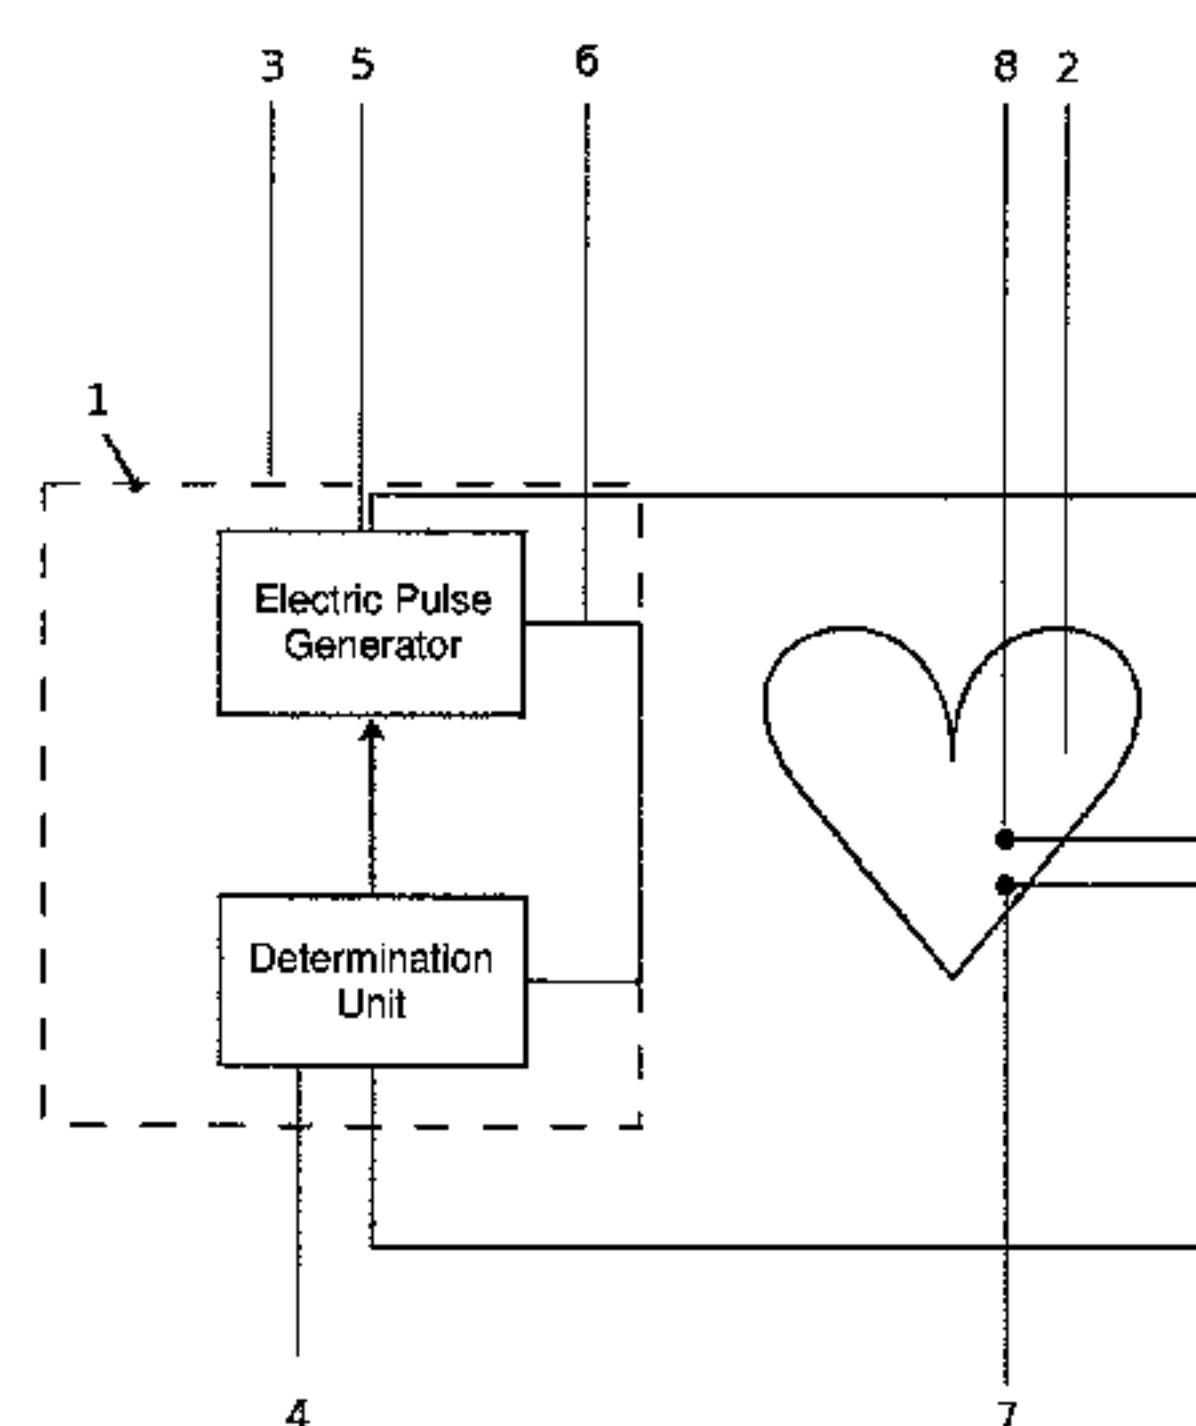 3 5 6 8 2
1
Electric Pulse
Generator
Determination
Unit
4 7